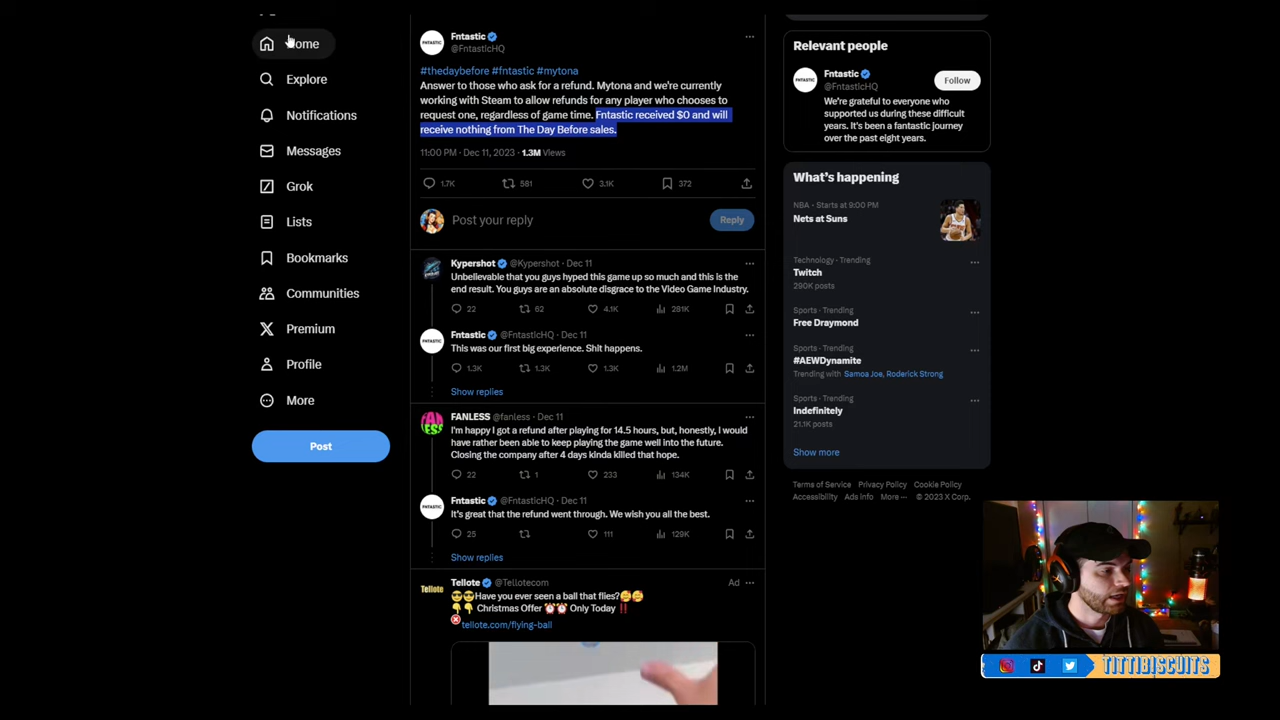 Home
Explore
Notifications
Messages
Grok
Lists
Bookmarks
Communities
Premium
Profile
More
Post
FNTASTIC
Fntastic
@FntasticHQ
#thedaybefore #fntastic #mytona
Answer to those who ask for a refund. Mytona and we're currently
working with Steam to allow refunds for any player who chooses to
request one, regardless of game time. Fntastic received $0 and will
receive nothing from The Day Before sales.
11:00 PM · Dec 11, 2023 · 1.3M Views
1.7K 581 3.1K 372
Post your reply
Reply
Kypershot @Kypershot · Dec 11
Unbelievable that you guys hyped this game up so much and this is the
end result. You guys are an absolute disgrace to the Video Game Industry.
22 62 4.1K 281K
FNTASTIC
Fntastic @FntasticHQ · Dec 11
This was our first big experience. Shit happens.
1.3K 1.3K 1.3K 1.2M
Show replies
FANLESS @fanless · Dec 11
I'm happy I got a refund after playing for 14.5 hours, but, honestly, I would
have rather been able to keep playing the game well into the future.
Closing the company after 4 days kinda killed that hope.
22 1 233 134K
FNTASTIC
Fntastic @FntasticHQ · Dec 11
It's great that the refund went through. We wish you all the best.
25 111 129K
Show replies
Tellote
Tellote @Tellotecom Ad
😎😎Have you ever seen a ball that flies?🥰🥰
👇👇 Christmas Offer ⏰⏰ Only Today ‼️
tellote.com/flying-ball
Relevant people
FNTASTIC
Fntastic
@FntasticHQ
Follow
We're grateful to everyone who
supported us during these difficult
years. It's been a fantastic journey
over the past eight years.
What's happening
NBA · Starts at 9:00 PM
Nets at Suns
Technology · Trending
Twitch
290K posts
Sports · Trending
Free Draymond
Sports · Trending
#AEWDynamite
Trending with Samoa Joe, Roderick Strong
Sports · Trending
Indefinitely
21.1K posts
Show more
Terms of Service Privacy Policy Cookie Policy
Accessibility Ads info More ··· © 2023 X Corp.
TITTIBISCUITS